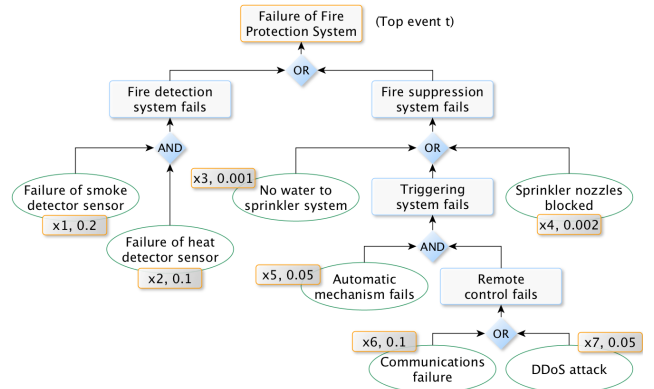 Failure of Fire
Protection System
(Top event t)
OR
Fire detection
system fails
Fire suppression
system fails
AND
OR
x3, 0.001
No water to
sprinkler system
Triggering
system fails
Sprinkler nozzles
blocked
x4, 0.002
Failure of smoke
detector sensor
x1, 0.2
Failure of heat
detector sensor
x2, 0.1
AND
x5, 0.05
Automatic
mechanism fails
Remote
control fails
OR
x6, 0.1
Communications
failure
x7, 0.05
DDoS attack